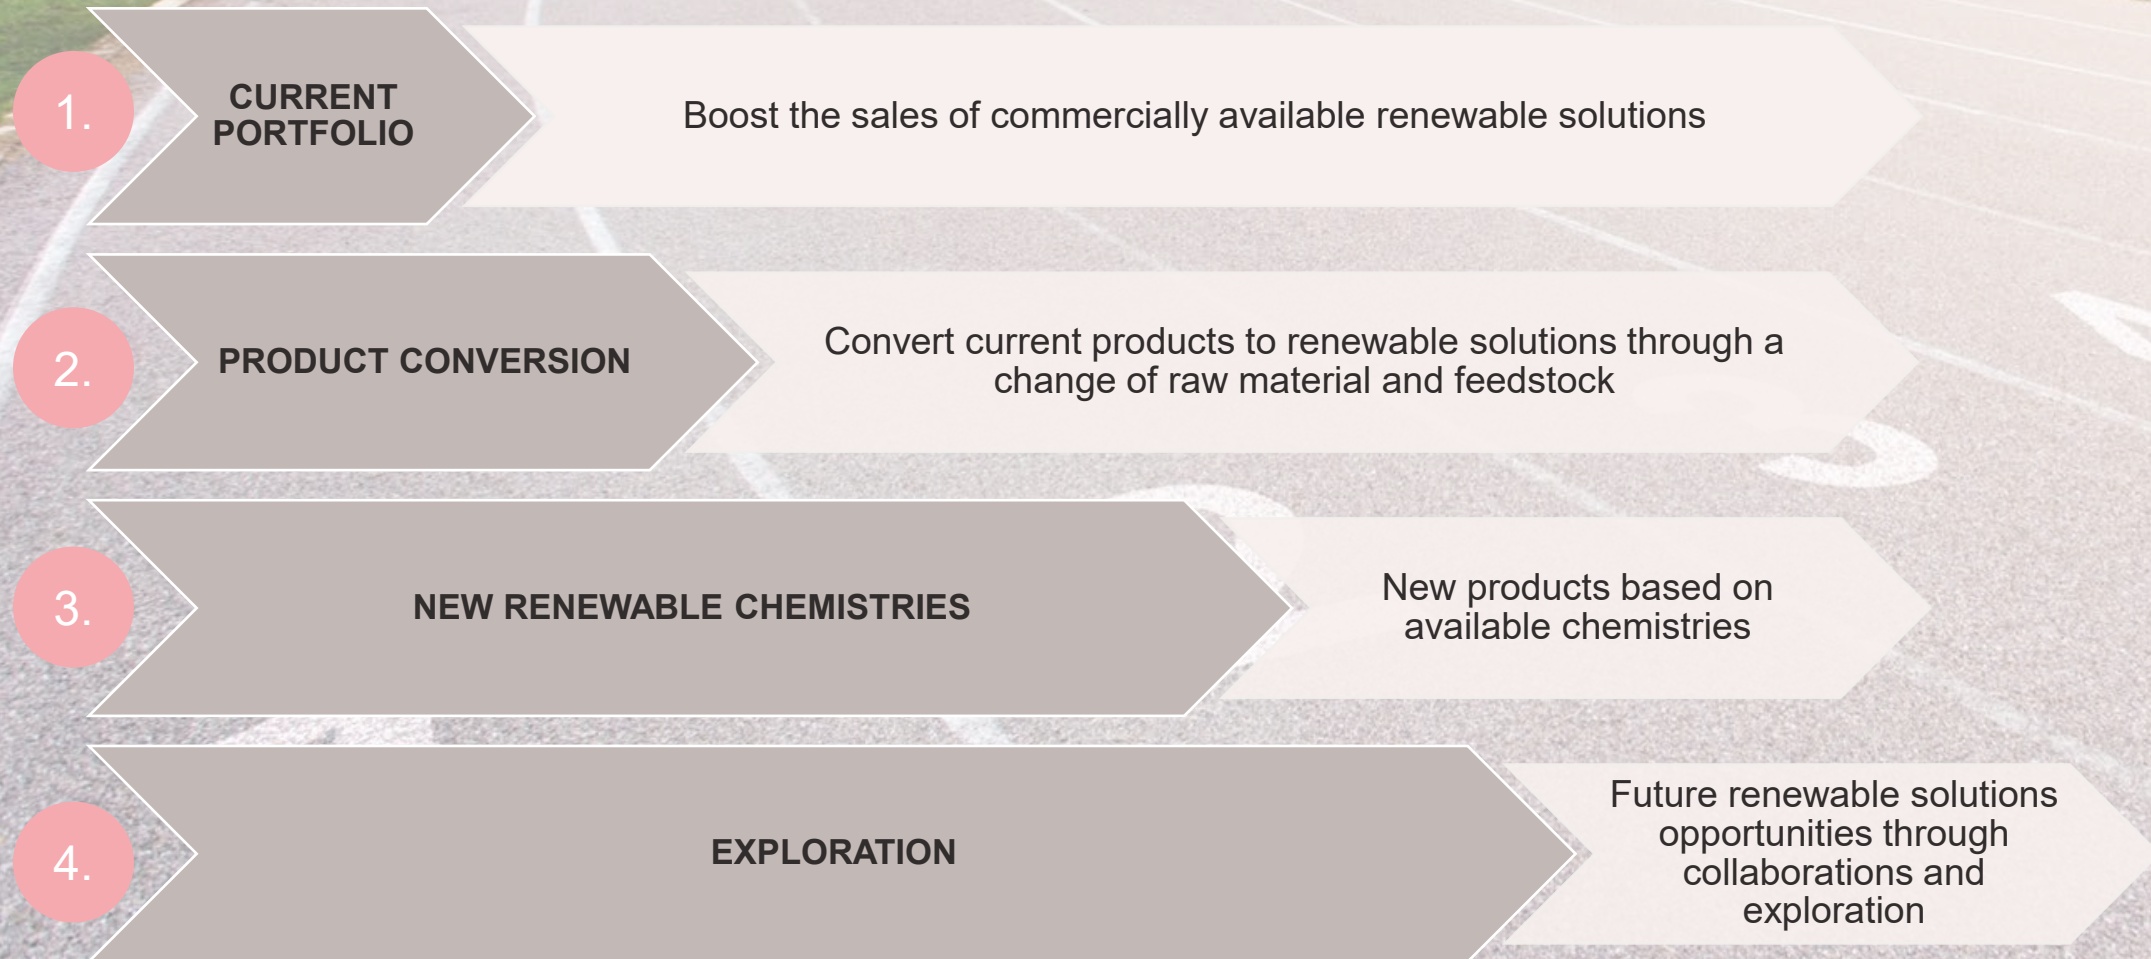 1.
CURRENT
PORTFOLIO
Boost the sales of commercially available renewable solutions
2.
PRODUCT CONVERSION
Convert current products to renewable solutions through a
change of raw material and feedstock
3.
NEW RENEWABLE CHEMISTRIES
New products based on
available chemistries
4.
EXPLORATION
Future renewable solutions
opportunities through
collaborations and
exploration